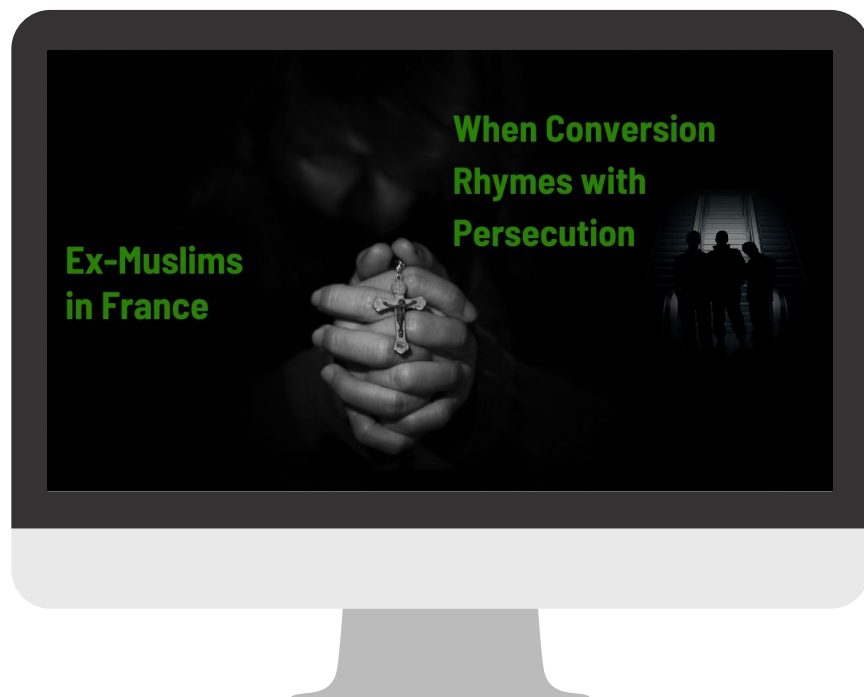 Ex-Muslims
in France
When Conversion
Rhymes with
Persecution